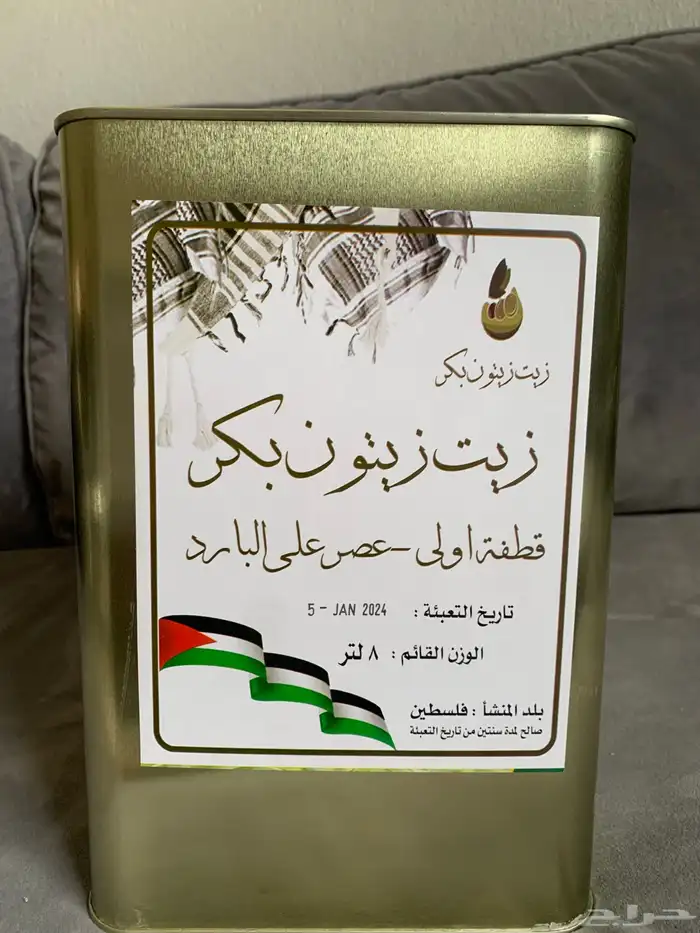 زيت زيتون بكر
زيت زيتون بكر
قطفة اولى - عصر على البارد
تاريخ التعبئة : 5 - JAN 2024
الوزن القائم : ٨ لتر
بلد المنشأ : فلسطين
صالح لمدة سنتين من تاريخ التعبئة
حراج